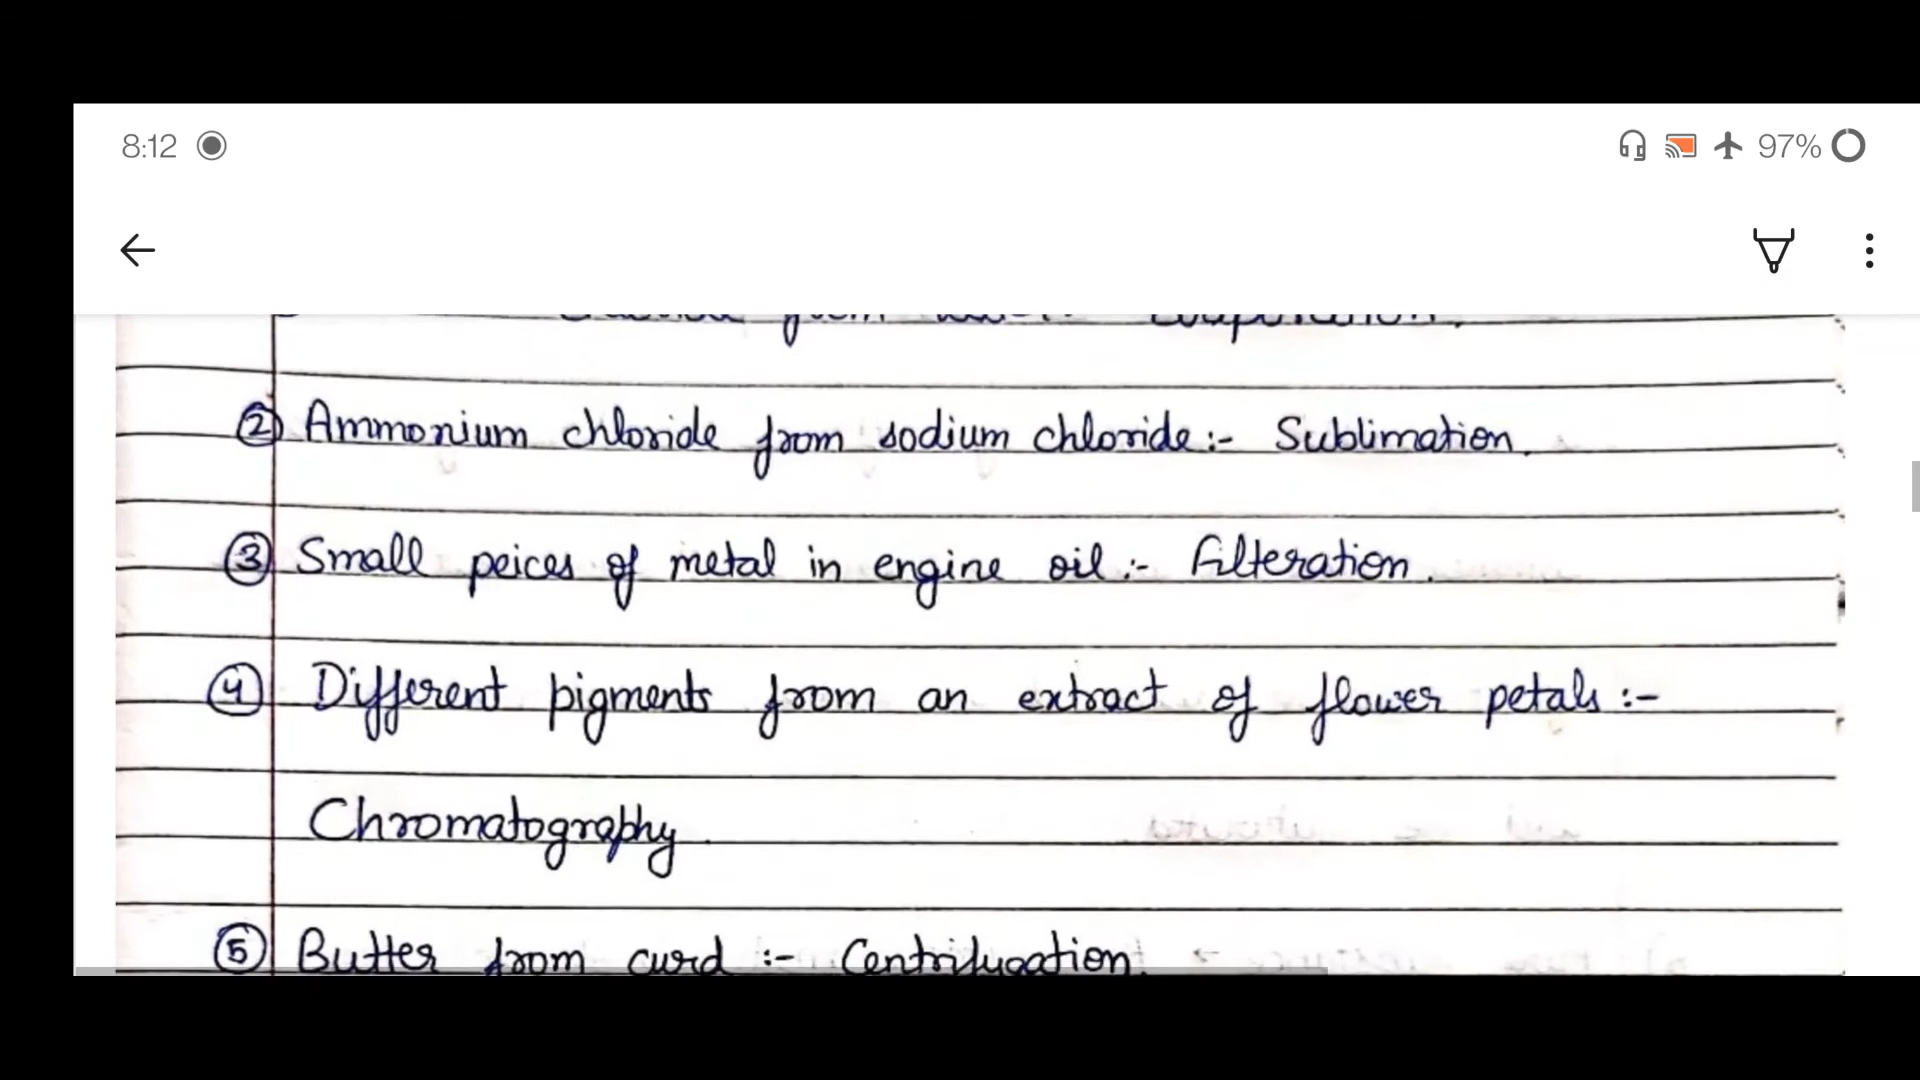 8:12 97%
② Ammonium chloride from sodium chloride :- Sublimation.
③ Small peices of metal in engine oil :- Filteration.
④ Different pigments from an extract of flower petals :-
Chromatography.
⑤ Butter from curd :- Centrifugation.